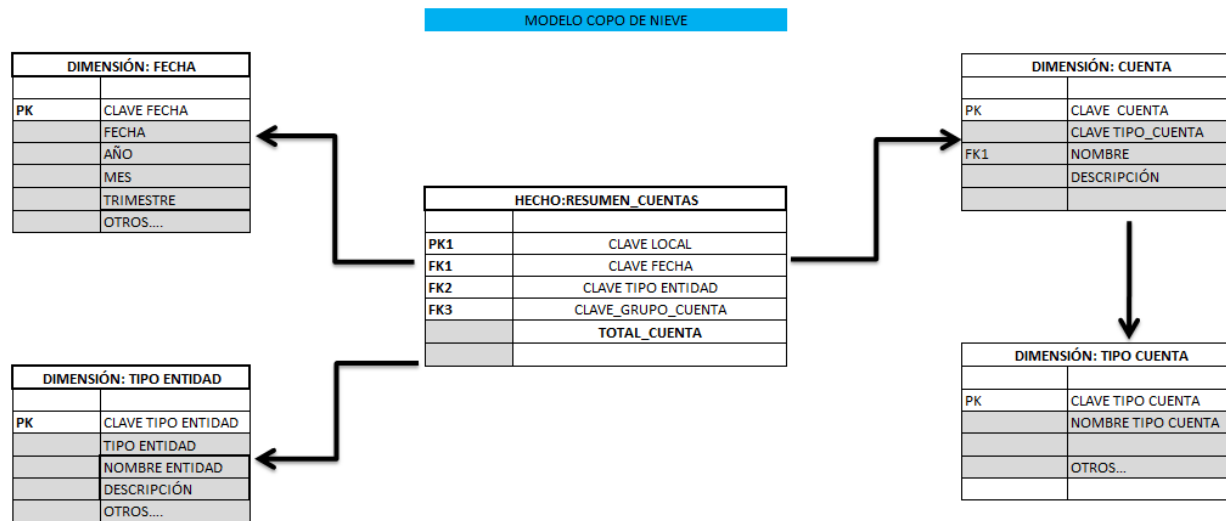 MODELO COPO DE NIEVE
DIMENSIÓN: FECHA
PK CLAVE FECHA
FECHA
AÑO
MES
TRIMESTRE
OTROS....
DIMENSIÓN: CUENTA
PK CLAVE CUENTA
CLAVE TIPO_CUENTA
FK1 NOMBRE
DESCRIPCIÓN
HECHO:RESUMEN_CUENTAS
PK1 CLAVE LOCAL
FK1 CLAVE FECHA
FK2 CLAVE TIPO ENTIDAD
FK3 CLAVE_GRUPO_CUENTA
TOTAL_CUENTA
DIMENSIÓN: TIPO ENTIDAD
PK CLAVE TIPO ENTIDAD
TIPO ENTIDAD
NOMBRE ENTIDAD
DESCRIPCIÓN
OTROS....
DIMENSIÓN: TIPO CUENTA
PK CLAVE TIPO CUENTA
NOMBRE TIPO CUENTA
OTROS...